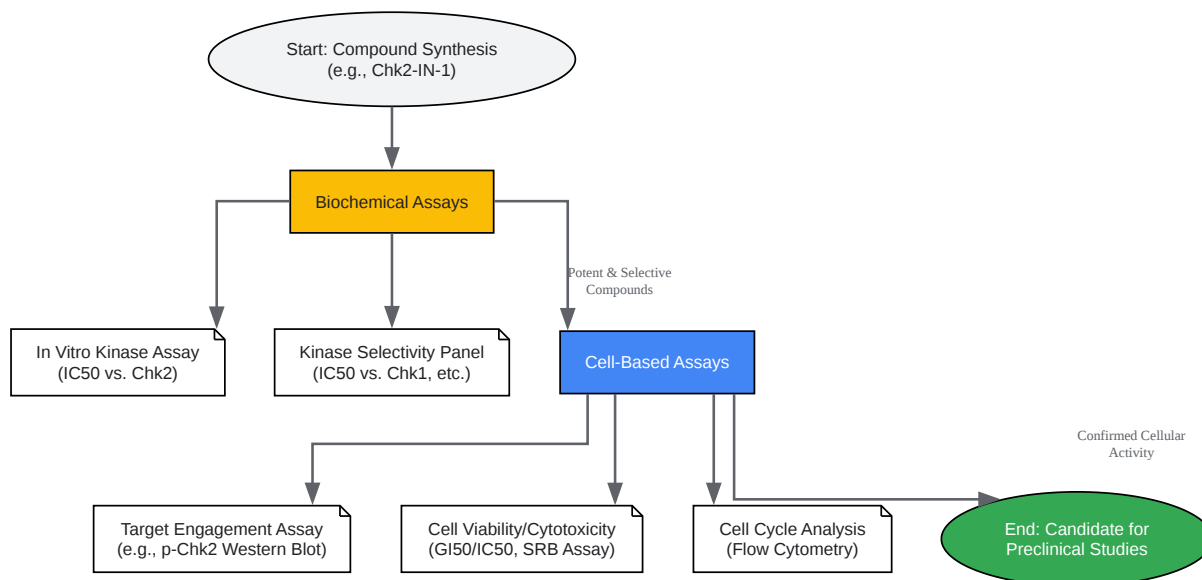 Start: Compound Synthesis
(e.g., Chk2-IN-1)
Biochemical Assays
Potent & Selective
Compounds
In Vitro Kinase Assay
(IC50 vs. Chk2)
Kinase Selectivity Panel
(IC50 vs. Chk1, etc.)
Cell-Based Assays
Confirmed Cellular
Activity
Target Engagement Assay
(e.g., p-Chk2 Western Blot)
Cell Viability/Cytotoxicity
(GI50/IC50, SRB Assay)
Cell Cycle Analysis
(Flow Cytometry)
End: Candidate for
Preclinical Studies